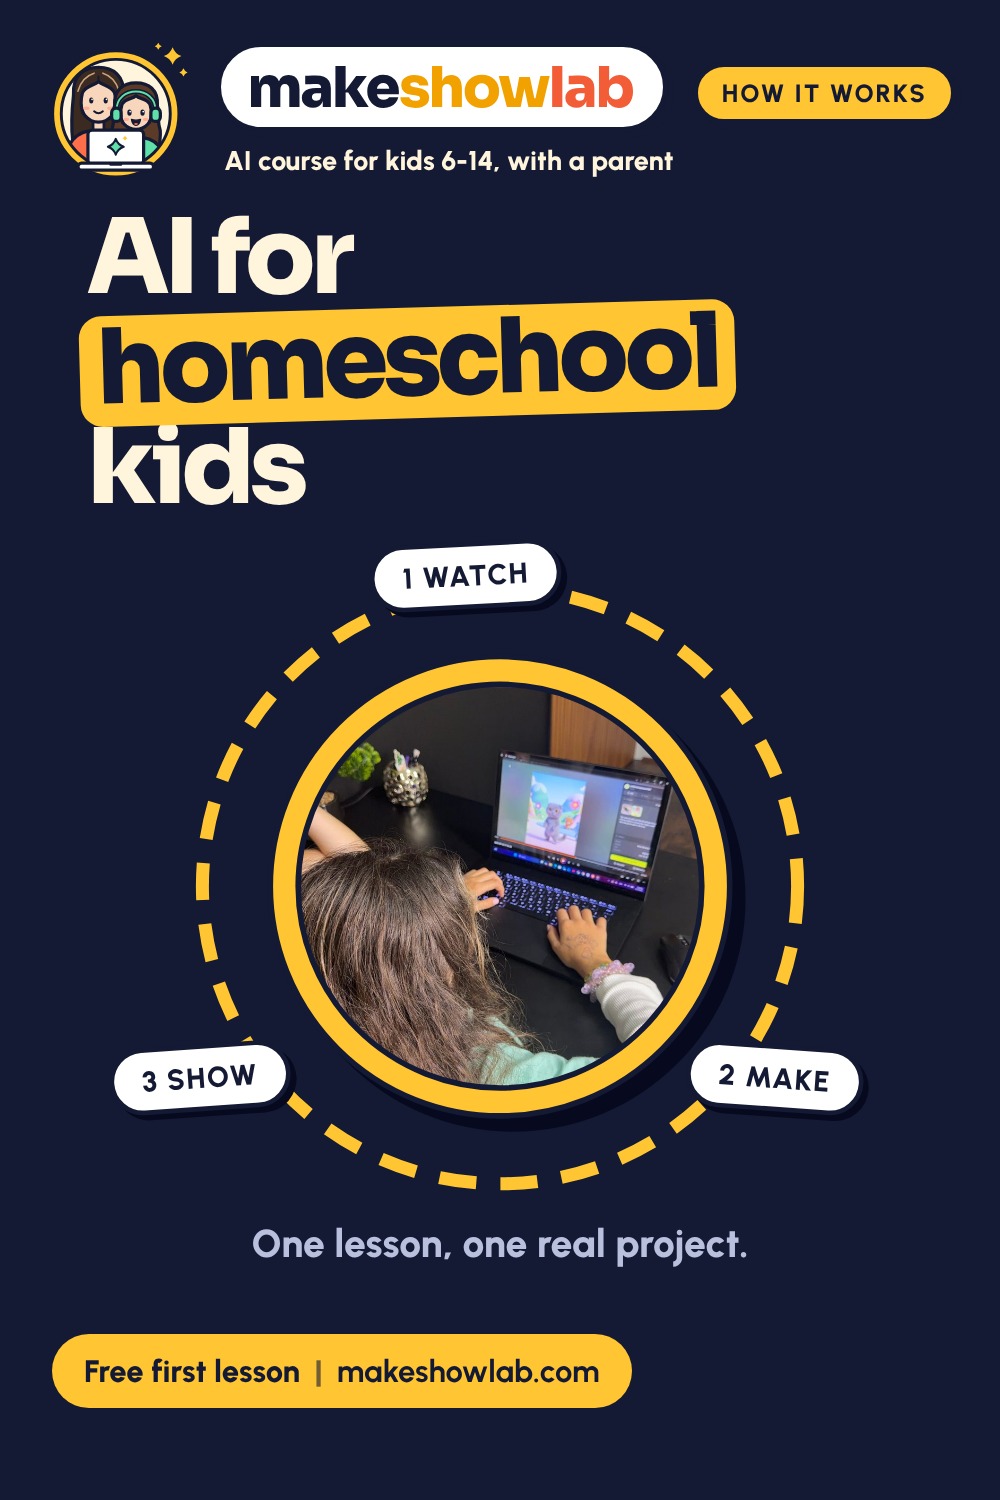 makeshowlab
HOW IT WORKS
AI course for kids 6-14, with a parent
AI for
homeschool
kids
1 WATCH
3 SHOW
2 MAKE
One lesson, one real project.
Free first lesson | makeshowlab.com